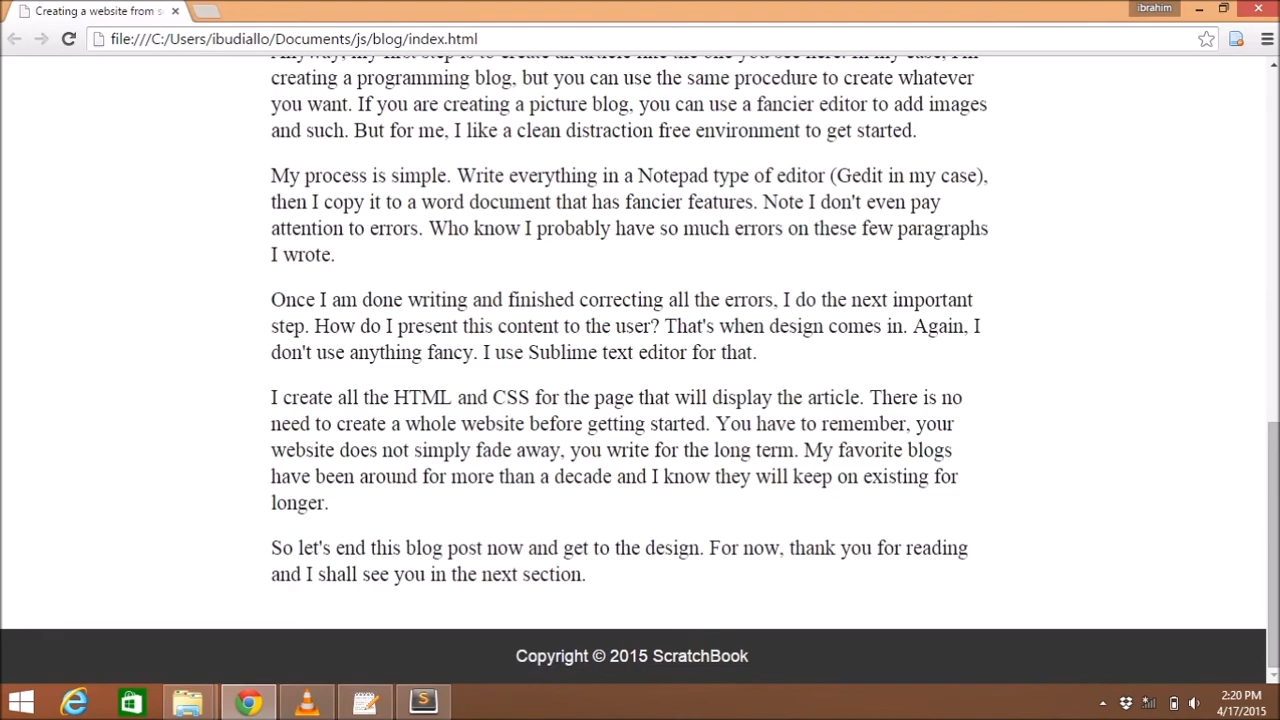 Creating a website from s
ibrahim
file:///C:/Users/ibudiallo/Documents/js/blog/index.html
Anyway, my first step is to create an article like the one you see here. In my case, I'm
creating a programming blog, but you can use the same procedure to create whatever
you want. If you are creating a picture blog, you can use a fancier editor to add images
and such. But for me, I like a clean distraction free environment to get started.
My process is simple. Write everything in a Notepad type of editor (Gedit in my case),
then I copy it to a word document that has fancier features. Note I don't even pay
attention to errors. Who know I probably have so much errors on these few paragraphs
I wrote.
Once I am done writing and finished correcting all the errors, I do the next important
step. How do I present this content to the user? That's when design comes in. Again, I
don't use anything fancy. I use Sublime text editor for that.
I create all the HTML and CSS for the page that will display the article. There is no
need to create a whole website before getting started. You have to remember, your
website does not simply fade away, you write for the long term. My favorite blogs
have been around for more than a decade and I know they will keep on existing for
longer.
So let's end this blog post now and get to the design. For now, thank you for reading
and I shall see you in the next section.
Copyright © 2015 ScratchBook
2:20 PM
4/17/2015